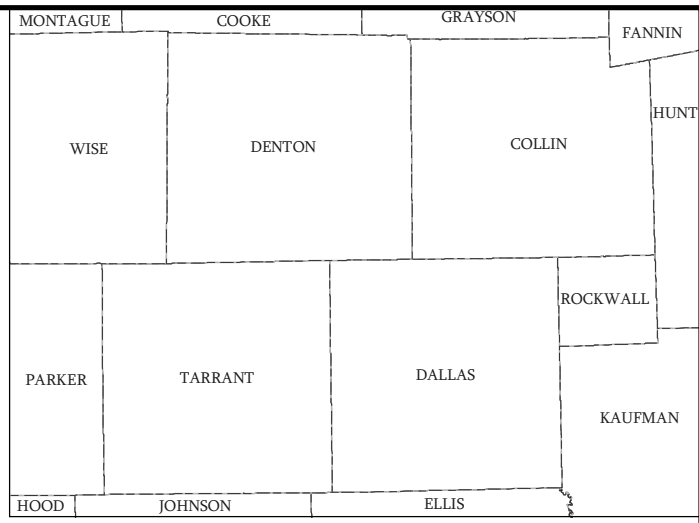 MONTAGUE
COOKE
GRAYSON
FANNIN
HUNT
WISE
DENTON
COLLIN
ROCKWALL
PARKER
TARRANT
DALLAS
KAUFMAN
HOOD
JOHNSON
ELLIS